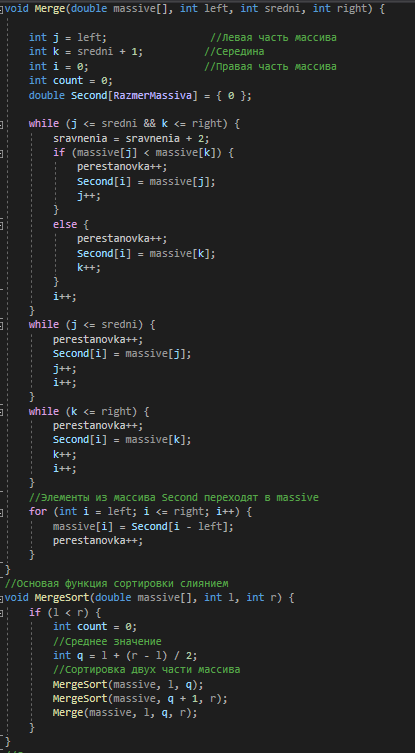 void Merge(double massive[], int left, int sredni, int right) {
int j = left; //Левая часть массива
int k = sredni + 1; //Середина
int i = 0; //Правая часть массива
int count = 0;
double Second[RazmerMassiva] = { 0 };
while (j <= sredni && k <= right) {
sravnenia = sravnenia + 2;
if (massive[j] < massive[k]) {
perestanovka++;
Second[i] = massive[j];
j++;
}
else {
perestanovka++;
Second[i] = massive[k];
k++;
}
i++;
}
while (j <= sredni) {
perestanovka++;
Second[i] = massive[j];
j++;
i++;
}
while (k <= right) {
perestanovka++;
Second[i] = massive[k];
k++;
i++;
}
//Элементы из массива Second переходят в massive
for (int i = left; i <= right; i++) {
massive[i] = Second[i - left];
perestanovka++;
}
}
//Основая функция сортировки слиянием
void MergeSort(double massive[], int l, int r) {
if (l < r) {
int count = 0;
//Среднее значение
int q = l + (r - l) / 2;
//Сортировка двух части массива
MergeSort(massive, l, q);
MergeSort(massive, q + 1, r);
Merge(massive, l, q, r);
}
}